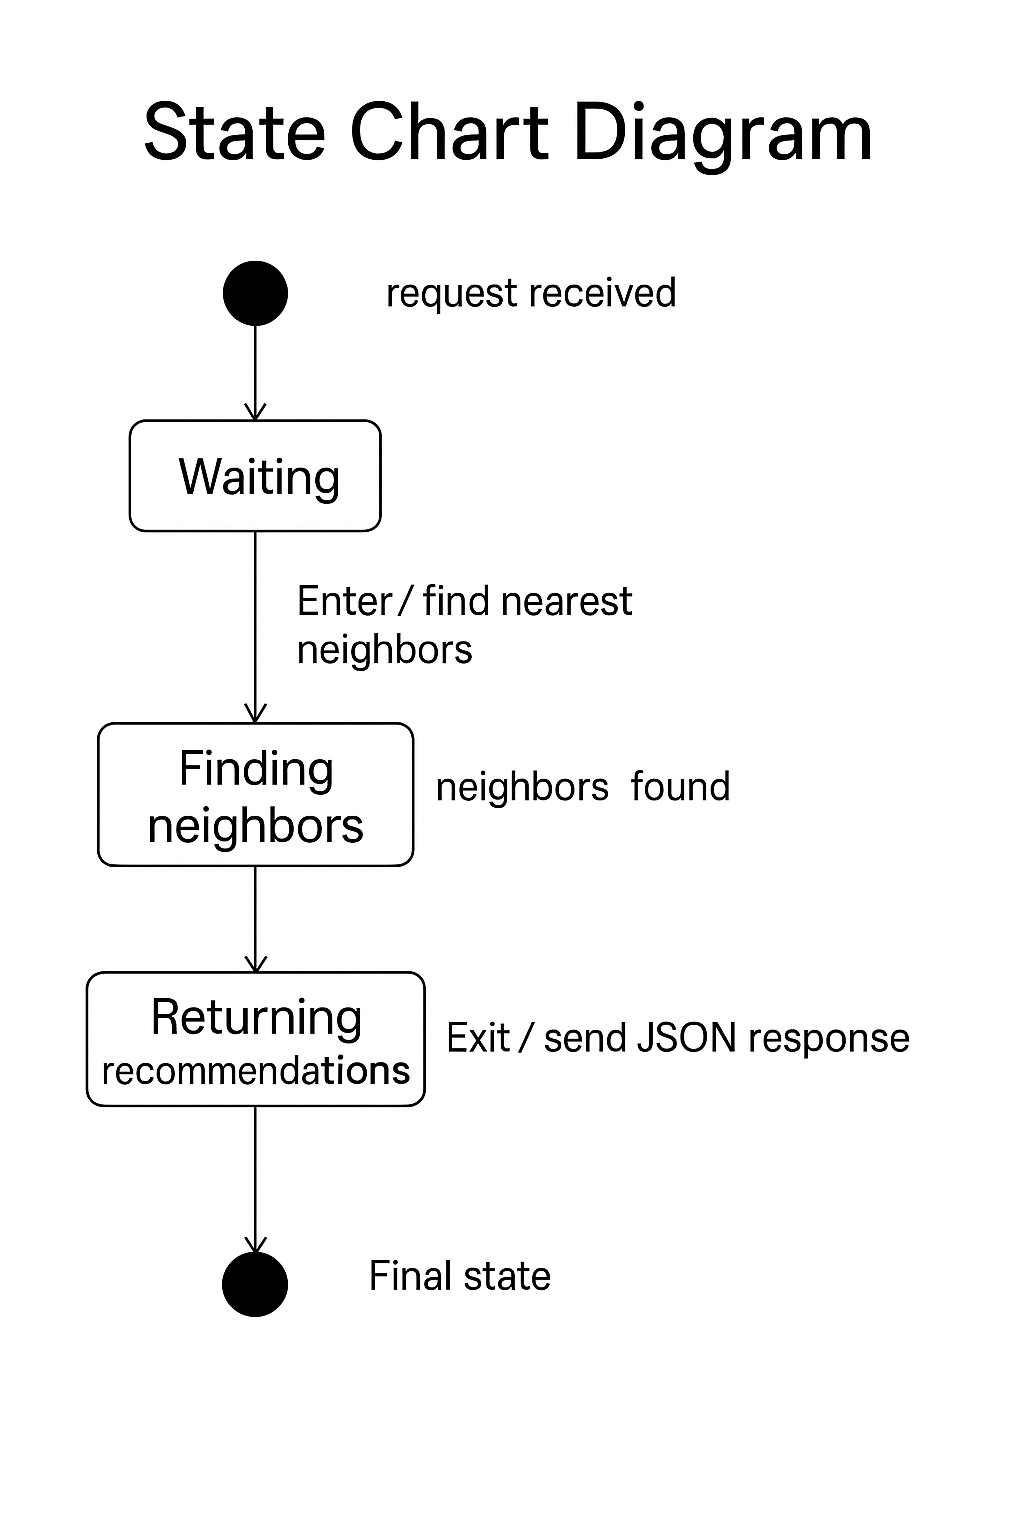 State Chart Diagram
request received
Waiting
Enter / find nearest
neighbors
Finding
neighbors
neighbors found
Returning
recommendations
Exit / send JSON response
Final state